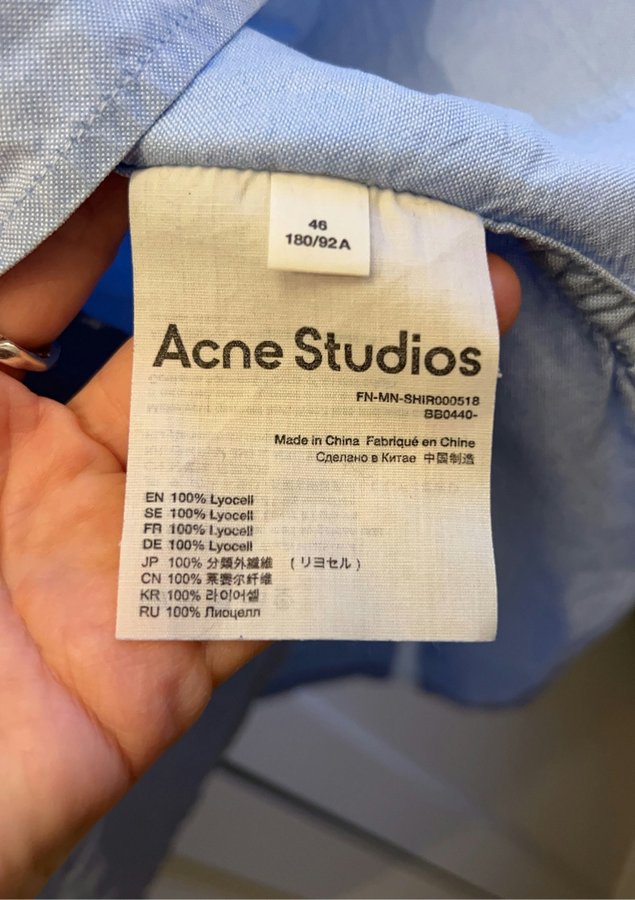 46
180/92A
Acne Studios
FN-MN-SHIR000518
BB0440-
Made in China Fabriqué en Chine
Сделано в Китае 中国制造
EN 100% Lyocell
SE 100% Lyocell
FR 100% Lyocell
DE 100% Lyocell
JP 100% 分類外繊維 (リヨセル)
CN 100% 莱赛尔纤维
KR 100% 라이오셀
RU 100% Лиоцелл